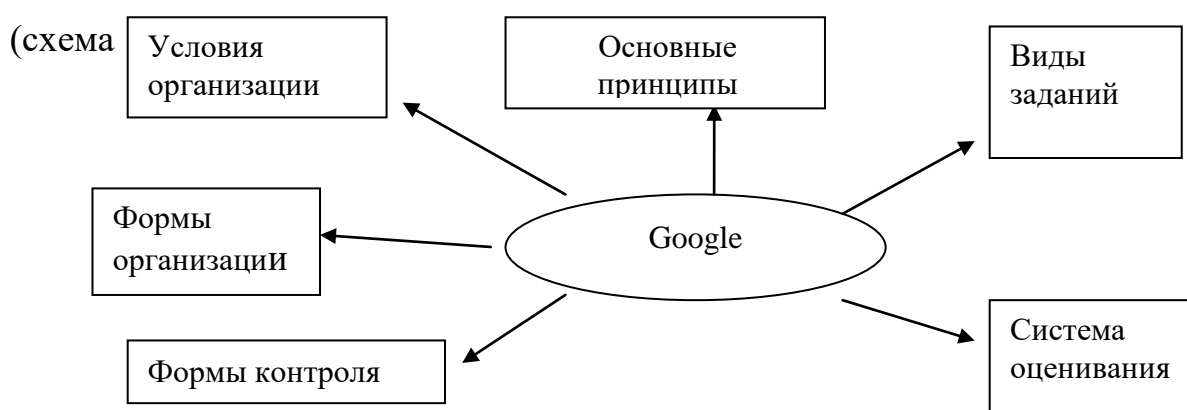 (схема
Условия
организации
Основные
принципы
Виды
заданий
Формы
организации
Google
Формы контроля
Система
оценивания